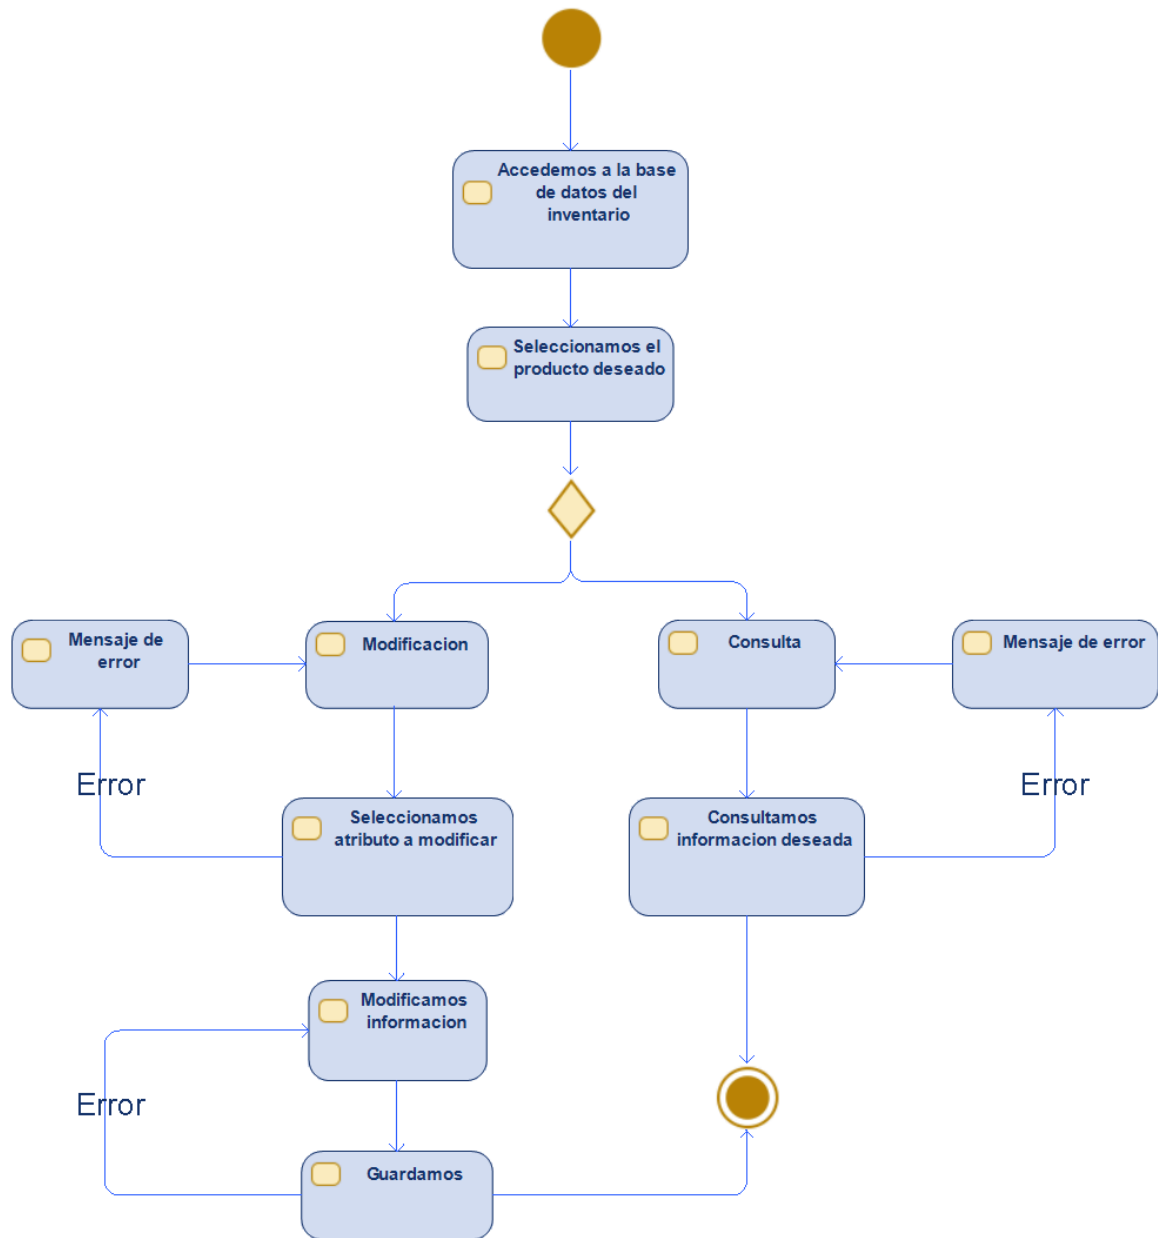 Accedemos a la base
de datos del
inventario
Seleccionamos el
producto deseado
Mensaje de
error
Modificacion
Consulta
Mensaje de error
Error
Error
Seleccionamos
atributo a modificar
Consultamos
informacion deseada
Modificamos
informacion
Error
Guardamos